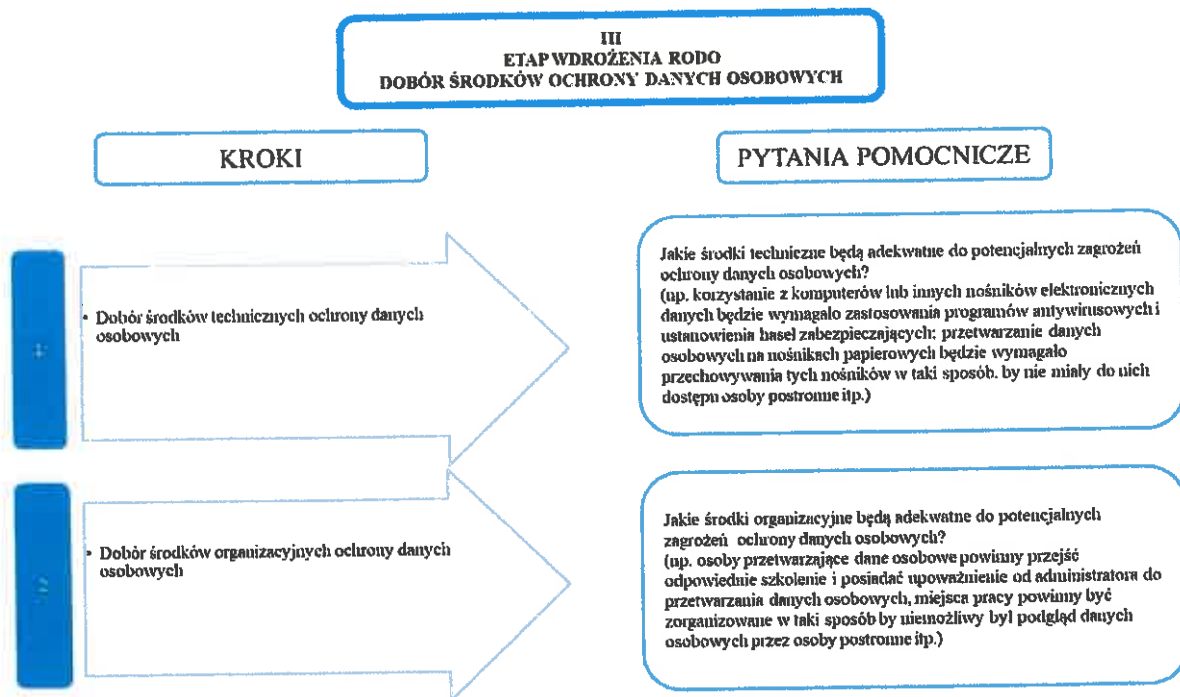 III
ETAP WDROŻENIA RODO
DOBÓR ŚRODKÓW OCHRONY DANYCH OSOBOWYCH
KROKI
PYTANIA POMOCNICZE
• Dobór środków technicznych ochrony danych
osobowych
Jakie środki techniczne będą adekwatne do potencjalnych zagrożeń
ochrony danych osobowych?
(np. korzystanie z komputerów lub innych nośników elektronicznych
danych będzie wymagało zastosowania programów antywirusowych i
ustanowienia haseł zabezpieczających; przetwarzanie danych
osobowych na nośnikach papierowych będzie wymagało
przechowywania tych nośników w taki sposób. by nie miały do nich
dostępu osoby postronne itp.)
• Dobór środków organizacyjnych ochrony danych
osobowych
Jakie środki organizacyjne będą adekwatne do potencjalnych
zagrożeń ochrony danych osobowych?
(np. osoby przetwarzające dane osobowe powinny przejść
odpowiednie szkolenie i posiadać upoważnienie od administratora do
przetwarzania danych osobowych, miejsca pracy powinny być
zorganizowane w taki sposób by niemożliwy był podgląd danych
osobowych przez osoby postronne itp.)